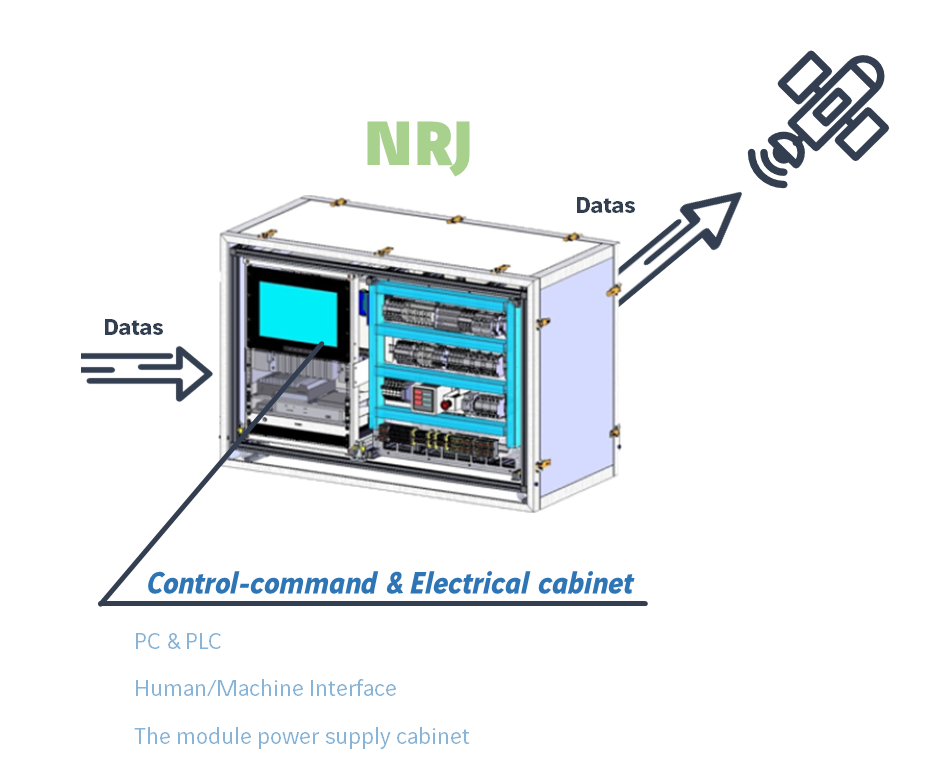 NRJ
Datas
Datas
Control-command & Electrical cabinet
PC & PLC
Human/Machine Interface
The module power supply cabinet